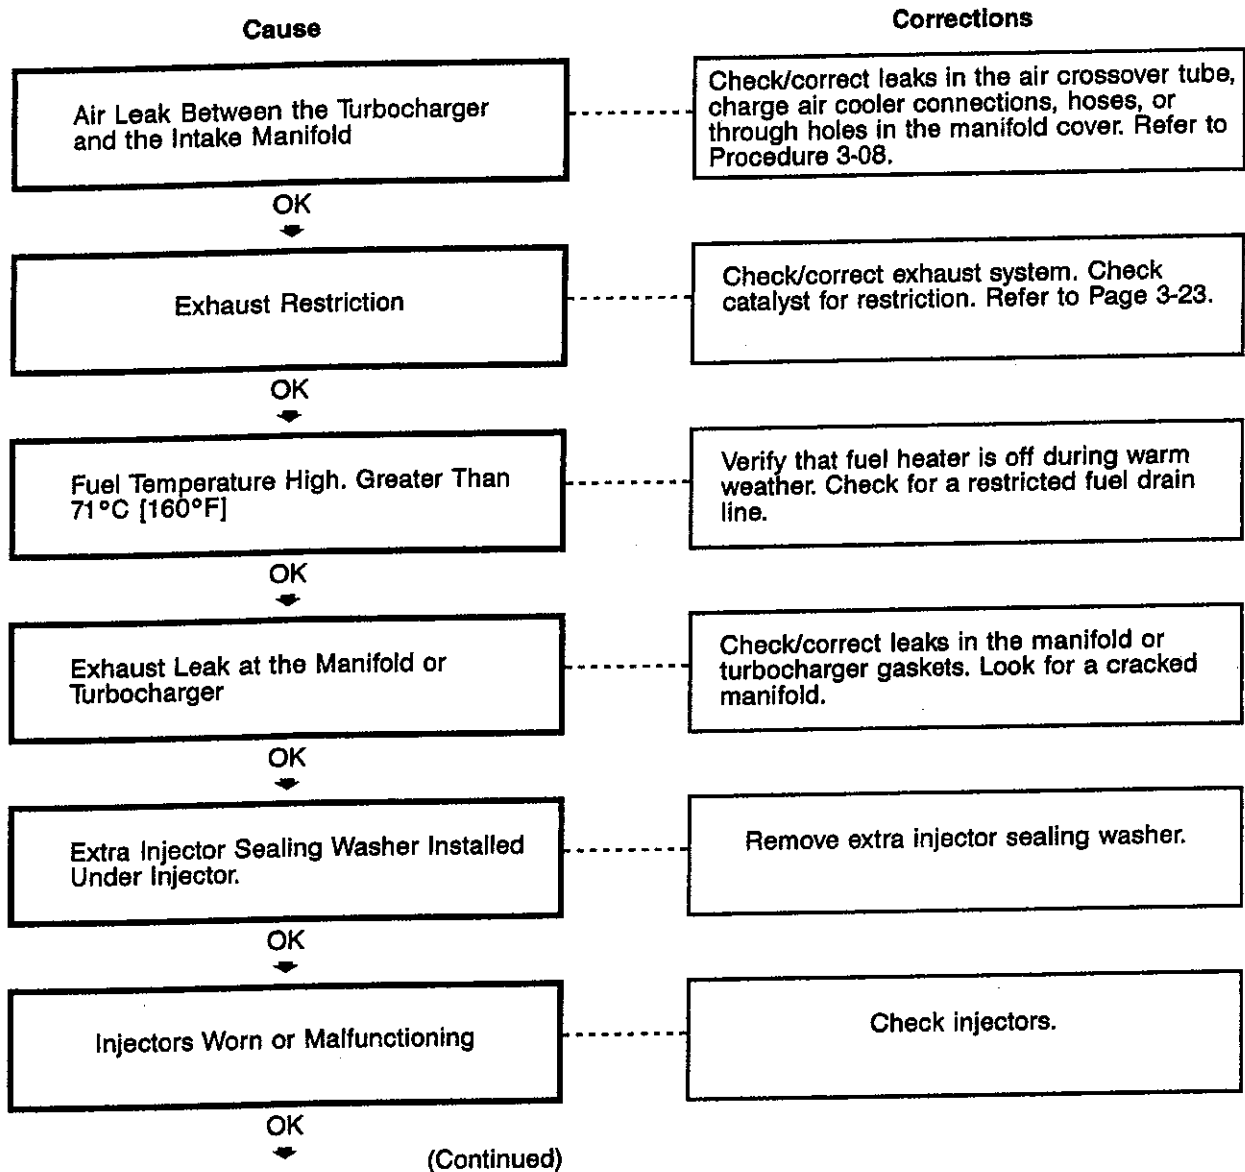 Cause
Corrections
Air Leak Between the Turbocharger
and the Intake Manifold
Check/correct leaks in the air crossover tube,
charge air cooler connections, hoses, or
through holes in the manifold cover. Refer to
Procedure 3-08.
OK
Exhaust Restriction
Check/correct exhaust system. Check
catalyst for restriction. Refer to Page 3-23.
OK
Fuel Temperature High. Greater Than
71°C [160°F]
Verify that fuel heater is off during warm
weather. Check for a restricted fuel drain
line.
OK
Exhaust Leak at the Manifold or
Turbocharger
Check/correct leaks in the manifold or
turbocharger gaskets. Look for a cracked
manifold.
OK
Extra Injector Sealing Washer Installed
Under Injector.
Remove extra injector sealing washer.
OK
Injectors Worn or Malfunctioning
Check injectors.
OK
(Continued)